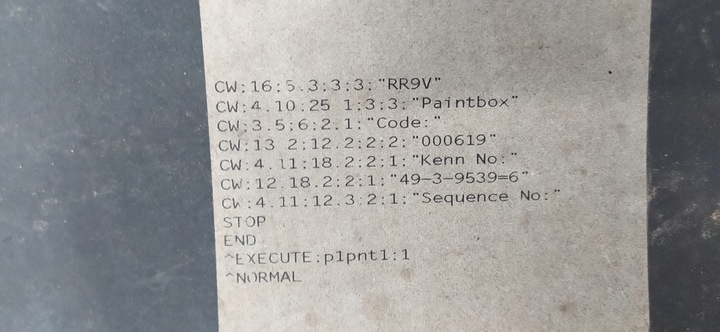 CW;16;5.3;3;3;"RR9V"
CW;4.10;25 1;3;3;"Paintbox"
CW;3.5;6;2;1;"Code:"
CW;13 2;12.2;2;2;"000619"
CW;4.11;18.2;2;1;"Kenn No:"
CW;12.18.2;2;1;"49-3-9539=6"
CW;4.11;12.3;2;1;"Sequence No:"
STOP
END
^EXECUTE;p1pnt1;1
^NORMAL